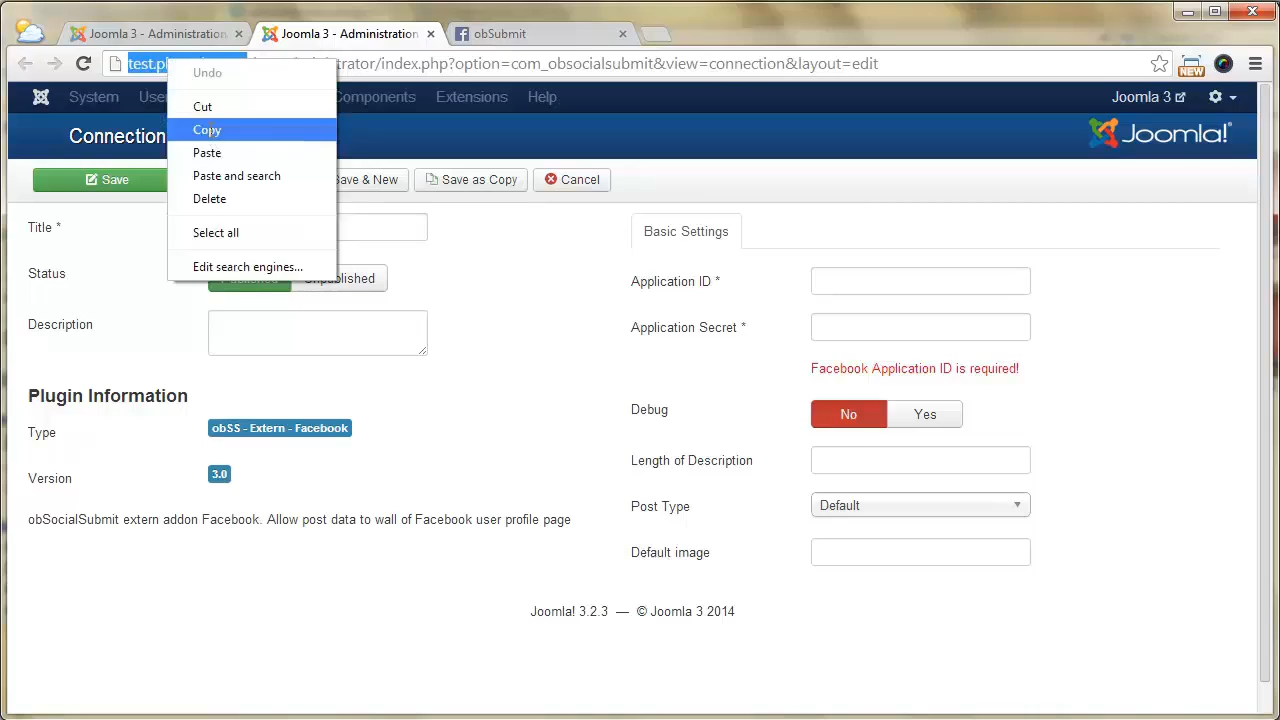 Joomla 3 - Administration
Joomla 3 - Administration
obSubmit
rator/index.php?option=com_obsocialsubmit&view=connection&layout=edit
NEW
System
Components
Extensions
Help
Joomla 3
Connection
Joomla!
Undo
Cut
Copy
Paste
Paste and search
Delete
Select all
Edit search engines...
Save
Save & New
Save as Copy
Cancel
Title *
Status
Unpublished
Description
Plugin Information
Type
obSS - Extern - Facebook
Version
3.0
obSocialSubmit extern addon Facebook. Allow post data to wall of Facebook user profile page
Basic Settings
Application ID *
Application Secret *
Facebook Application ID is required!
Debug
No
Yes
Length of Description
Post Type
Default
Default image
Joomla! 3.2.3 — © Joomla 3 2014